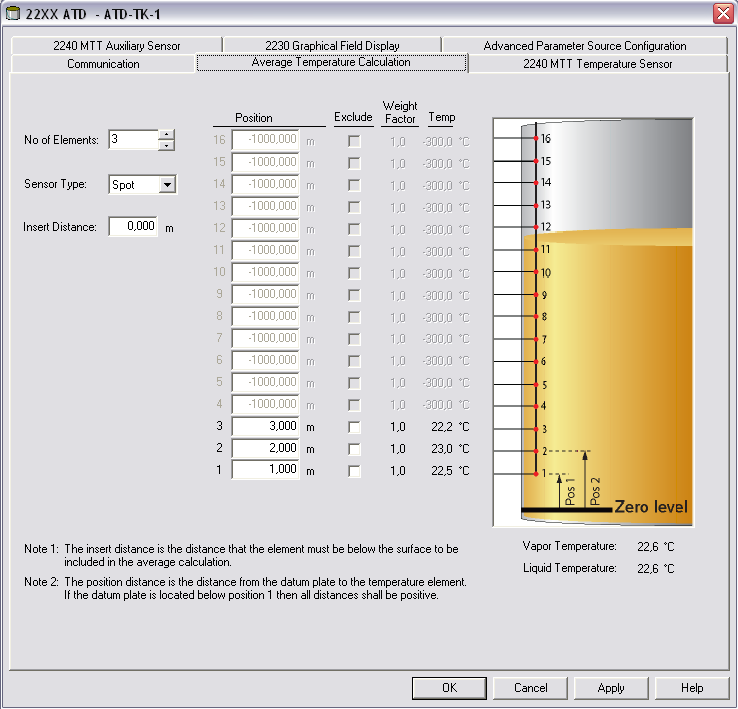 22XX ATD - ATD-TK-1
2240 MTT Auxiliary Sensor 2230 Graphical Field Display Advanced Parameter Source Configuration
Communication Average Temperature Calculation 2240 MTT Temperature Sensor
No of Elements: 3
Sensor Type: Spot
Insert Distance: 0,000 m
Position Exclude Weight Factor Temp
16 -1000,000 m 1,0 -300,0 °C
15 -1000,000 m 1,0 -300,0 °C
14 -1000,000 m 1,0 -300,0 °C
13 -1000,000 m 1,0 -300,0 °C
12 -1000,000 m 1,0 -300,0 °C
11 -1000,000 m 1,0 -300,0 °C
10 -1000,000 m 1,0 -300,0 °C
9 -1000,000 m 1,0 -300,0 °C
8 -1000,000 m 1,0 -300,0 °C
7 -1000,000 m 1,0 -300,0 °C
6 -1000,000 m 1,0 -300,0 °C
5 -1000,000 m 1,0 -300,0 °C
4 -1000,000 m 1,0 -300,0 °C
3 3,000 m 1,0 22,2 °C
2 2,000 m 1,0 23,0 °C
1 1,000 m 1,0 22,5 °C
16
15
14
13
12
11
10
9
8
7
6
5
4
3
2
1
Pos 1
Pos 2
Zero level
Vapor Temperature: 22,6 °C
Liquid Temperature: 22,6 °C
Note 1: The insert distance is the distance that the element must be below the surface to be
included in the average calculation.
Note 2: The position distance is the distance from the datum plate to the temperature element.
If the datum plate is located below position 1 then all distances shall be positive.
OK Cancel Apply Help